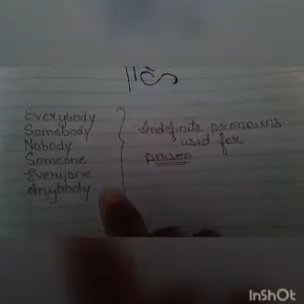 Everybody
Somebody
Nobody
Someone
Everyone
Anybody
Indefinite pronouns
used for
person
InShOt